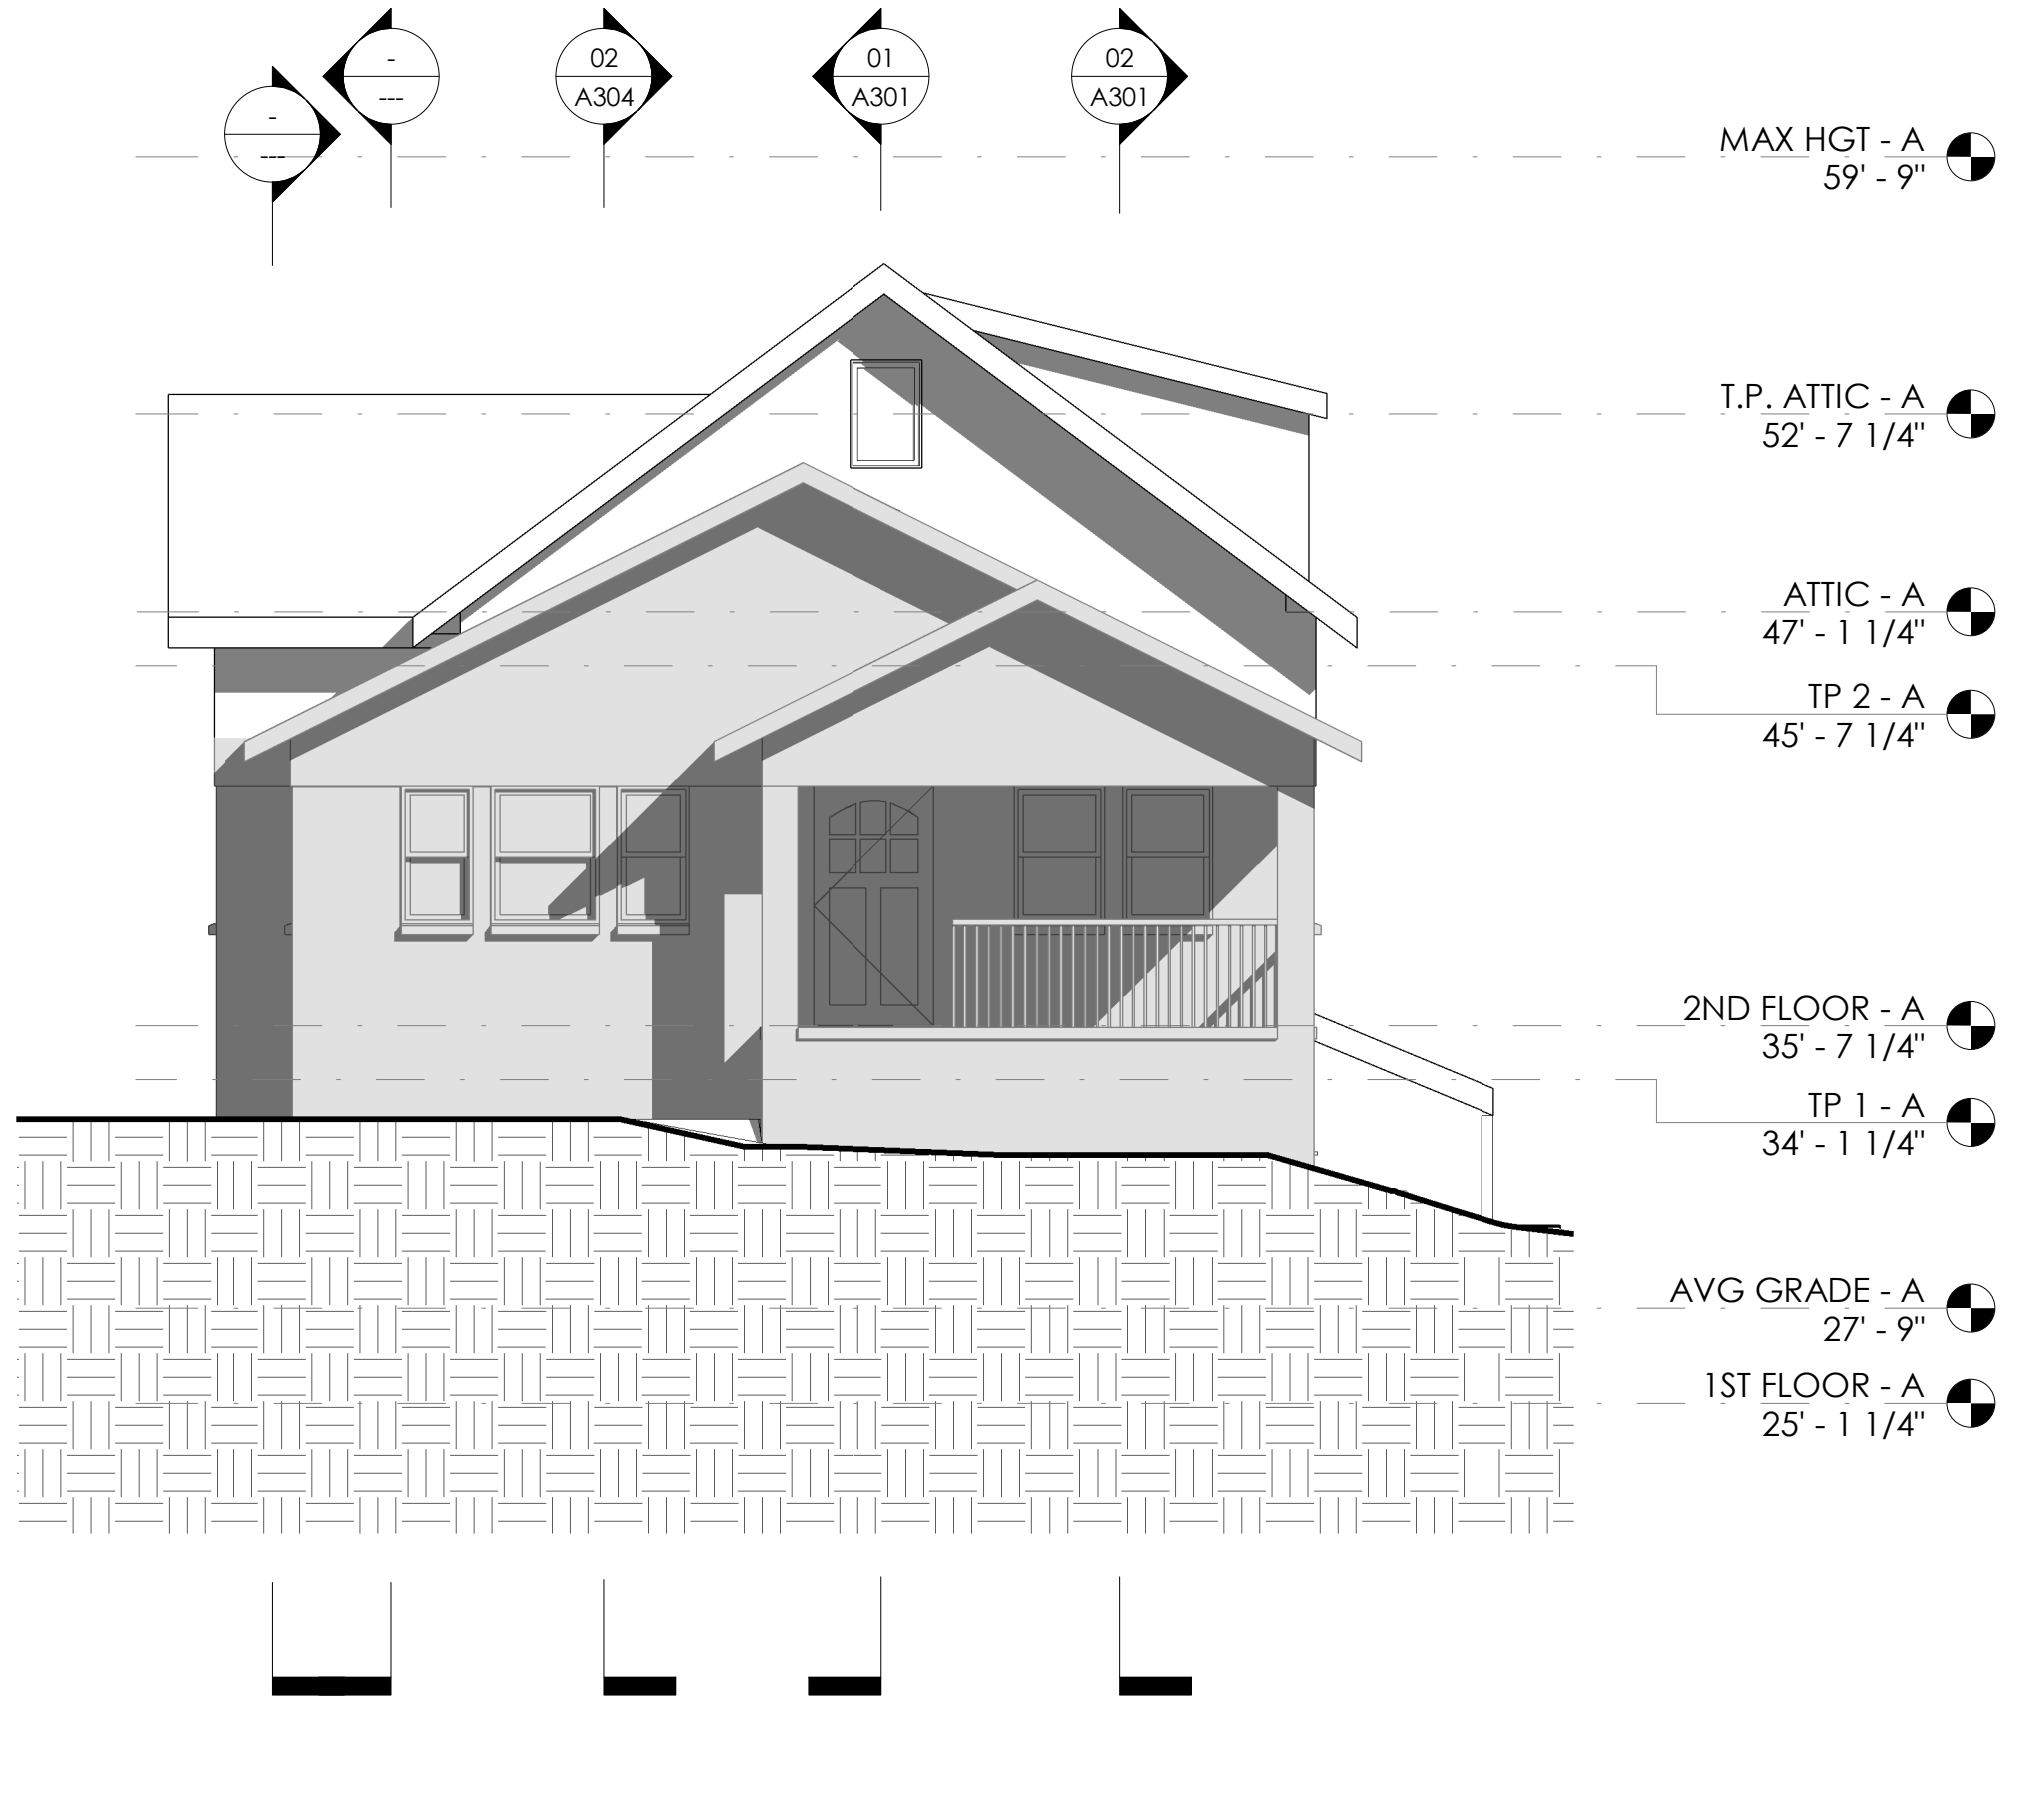 -
---
-
---
02
A304
01
A301
02
A301
MAX HGT - A
59' - 9"
T.P. ATTIC - A
52' - 7 1/4"
ATTIC - A
47' - 1 1/4"
TP 2 - A
45' - 7 1/4"
2ND FLOOR - A
35' - 7 1/4"
TP 1 - A
34' - 1 1/4"
AVG GRADE - A
27' - 9"
1ST FLOOR - A
25' - 1 1/4"